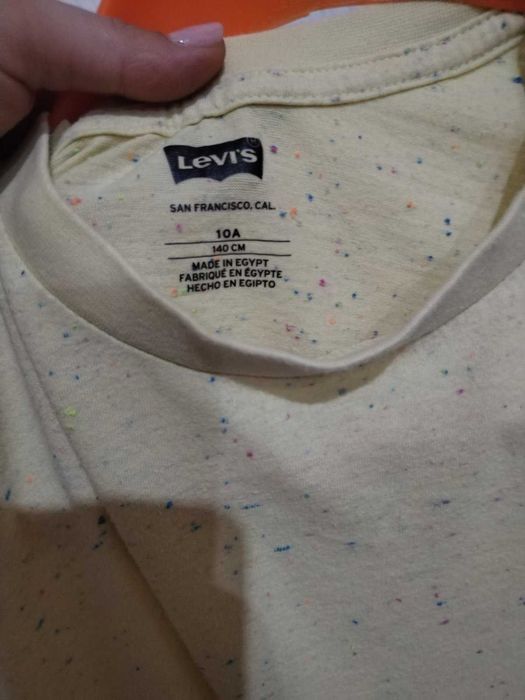 Levi's
SAN FRANCISCO, CAL.
10A
140 CM
MADE IN EGYPT
FABRIQUÉ EN ÉGYPTE
HECHO EN EGIPTO